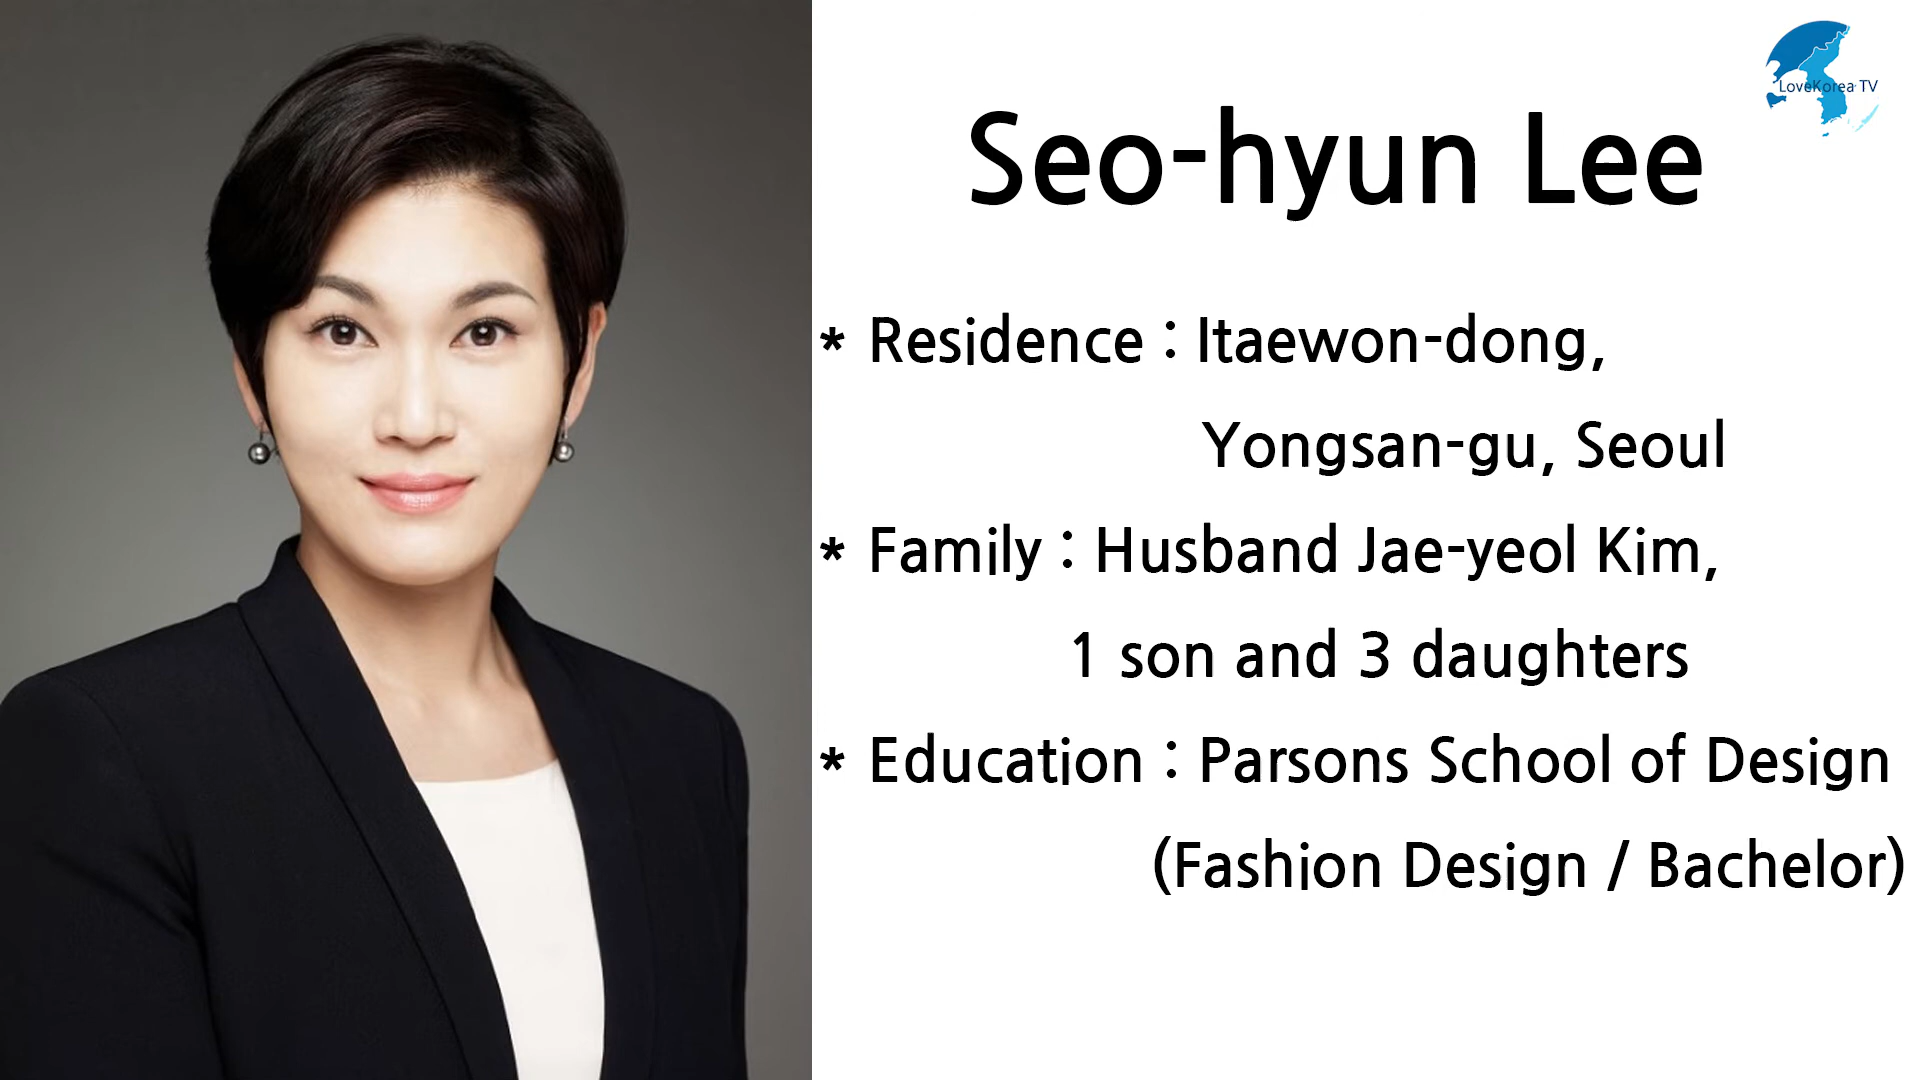 LoveKorea TV
Seo-hyun Lee
* Residence : Itaewon-dong,
Yongsan-gu, Seoul
* Family : Husband Jae-yeol Kim,
1 son and 3 daughters
* Education : Parsons School of Design
(Fashion Design / Bachelor)